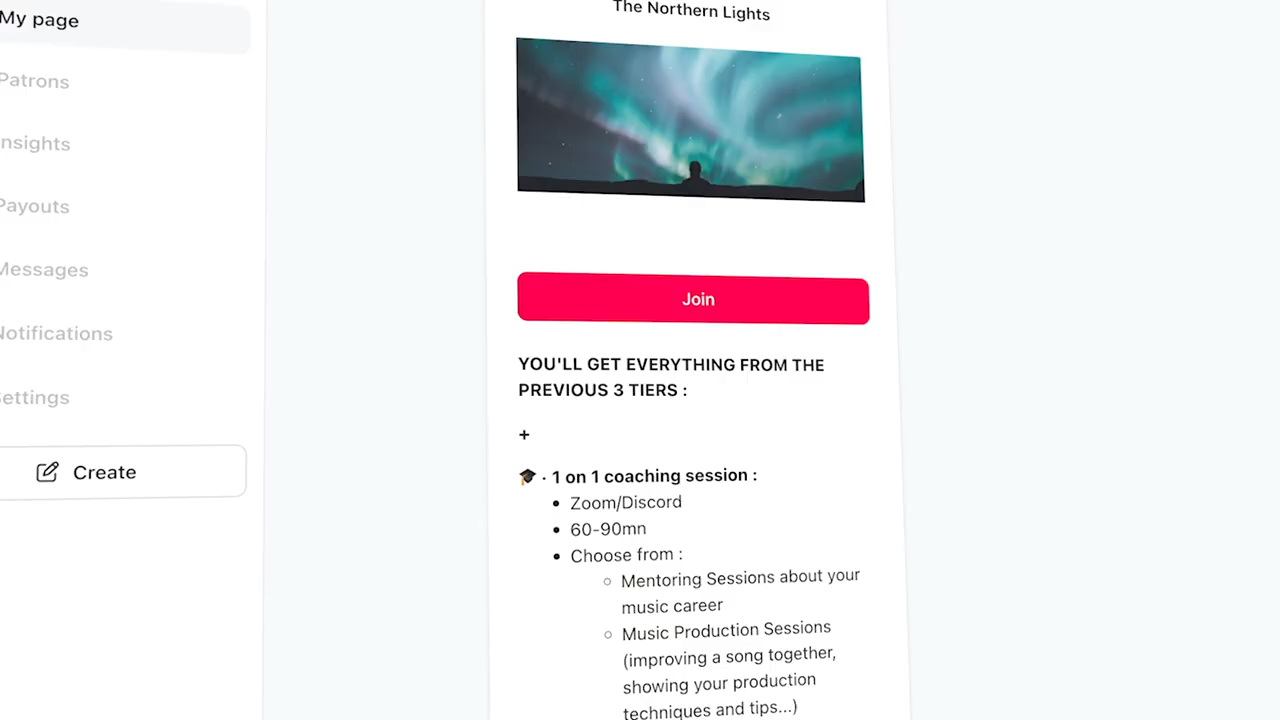 My page
Patrons
nsights
Payouts
Messages
Notifications
ettings
Create
The Northern Lights
Join
YOU'LL GET EVERYTHING FROM THE
PREVIOUS 3 TIERS :
+
· 1 on 1 coaching session :
Zoom/Discord
60-90mn
Choose from :
Mentoring Sessions about your
music career
Music Production Sessions
(improving a song together,
showing your production
techniques and tips...)